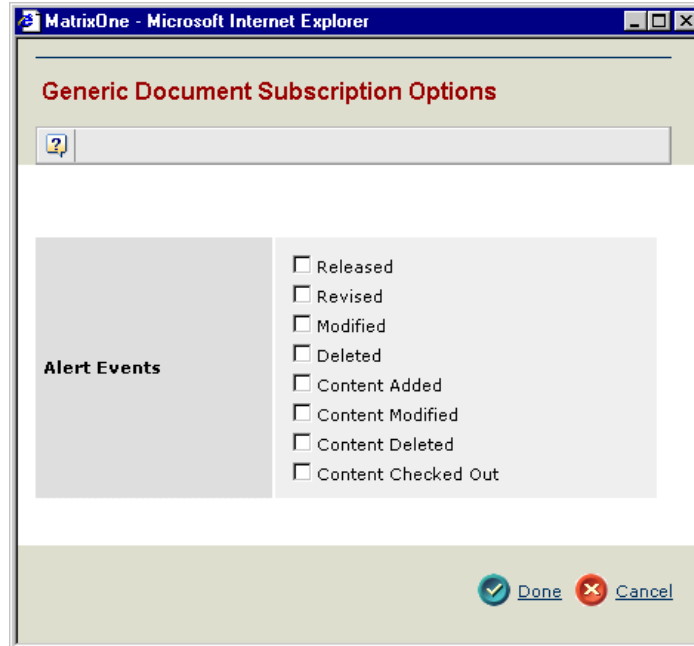 MatrixOne - Microsoft Internet Explorer
Generic Document Subscription Options
?
Alert Events
Released
Revised
Modified
Deleted
Content Added
Content Modified
Content Deleted
Content Checked Out
Done Cancel